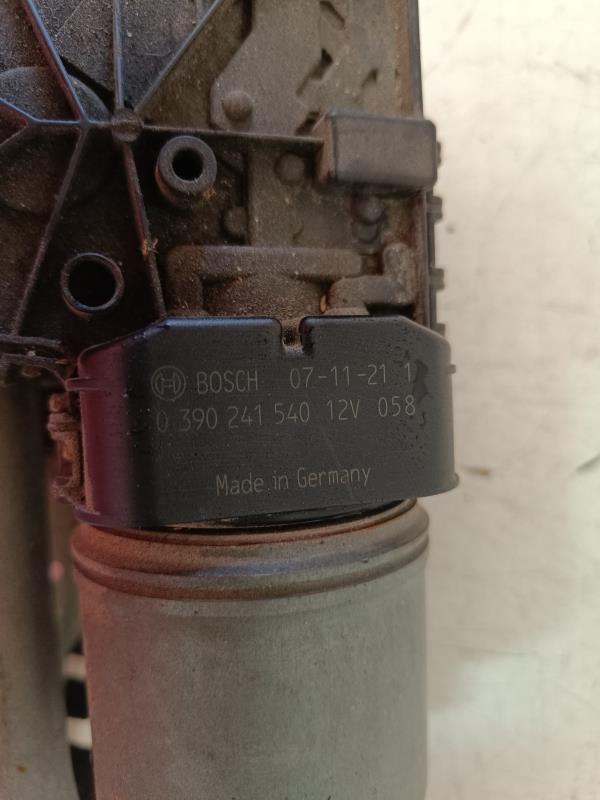 BOSCH 07-11-21 1
0 390 241 540 12V 058
Made in Germany